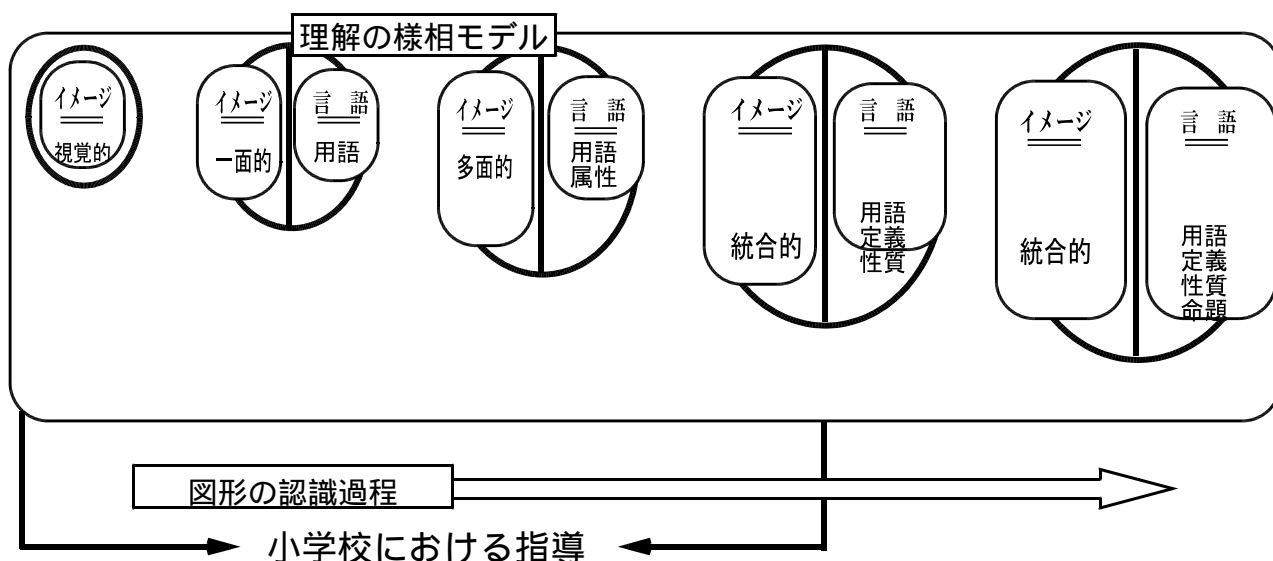 理解の様相モデル
イメージ
視覚的
イメージ
一面的
言 語
用語
イメージ
多面的
言 語
用語
属性
イメージ
統合的
言 語
用語
定義
性質
イメージ
統合的
言 語
用語
定義
性質
命題
図形の認識過程
小学校における指導